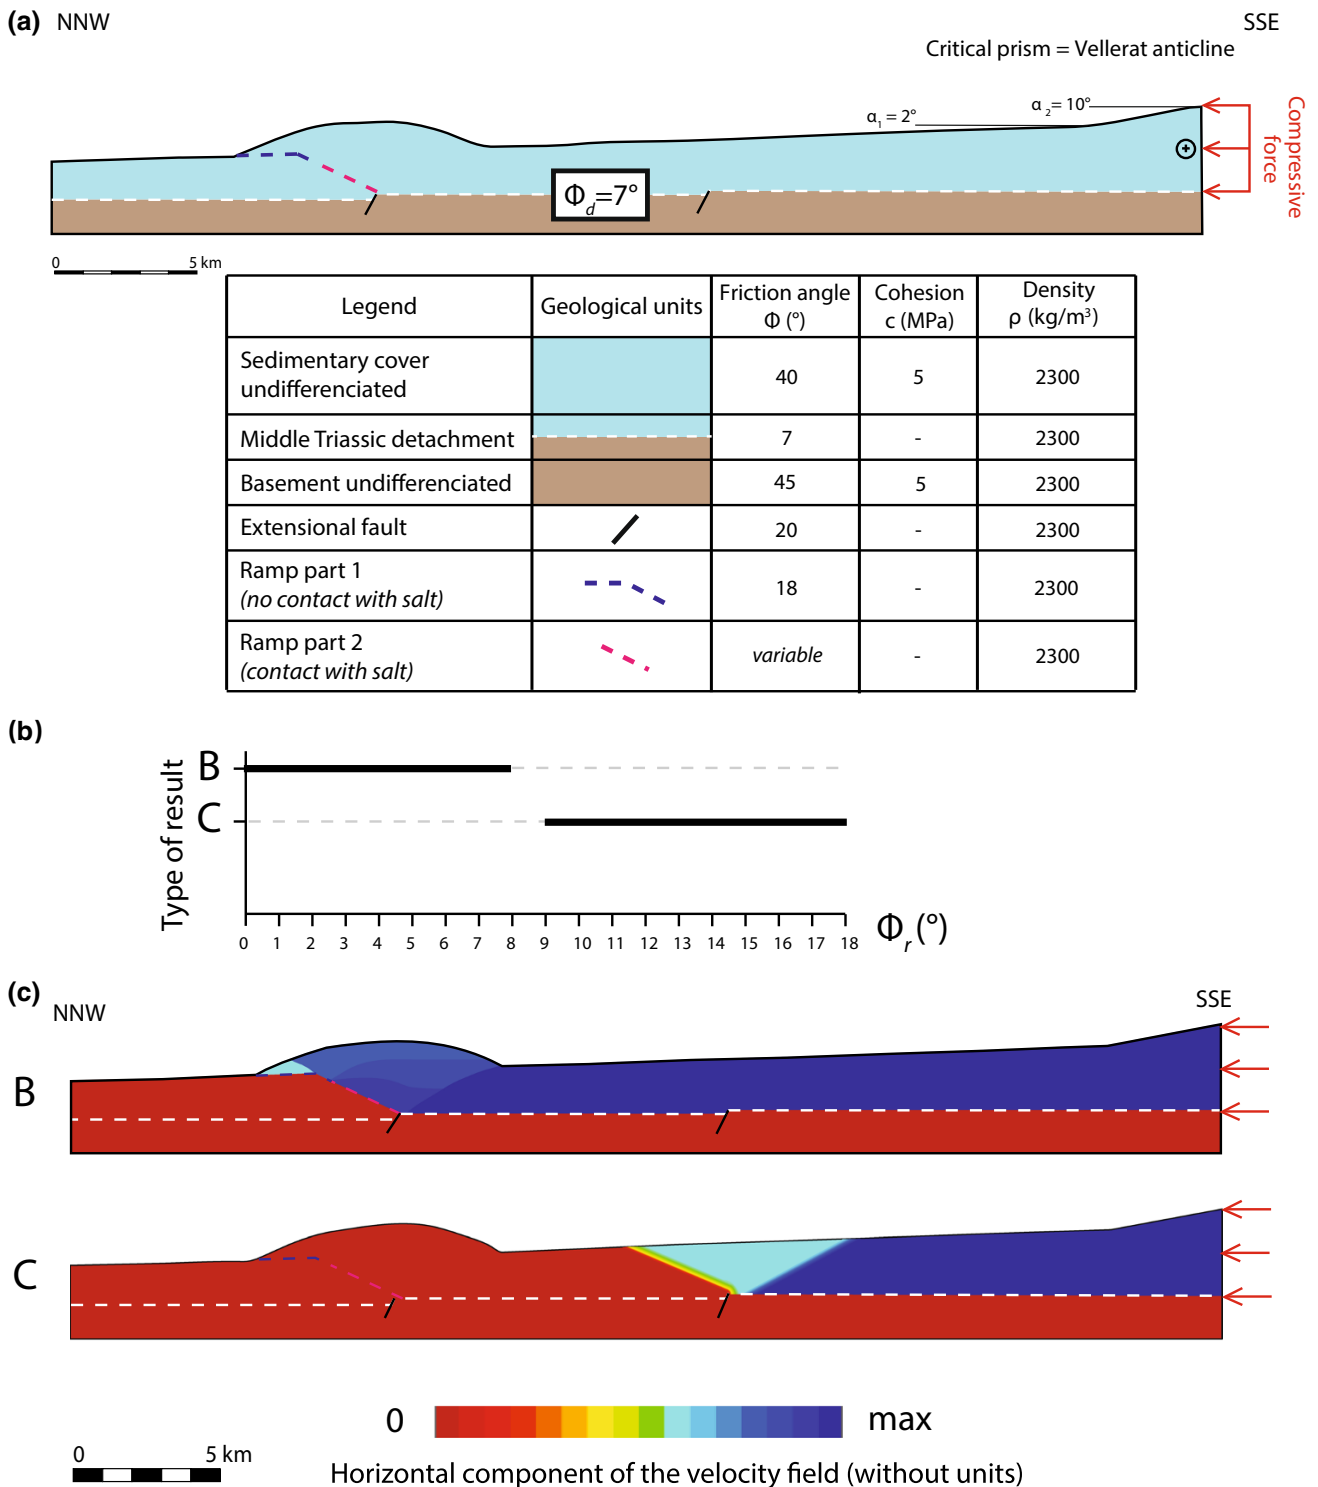 (a) NNW SSE
Critical prism = Vellerat anticline
α₁ = 2° α₂ = 10°
Compressive
force
Φd=7°
0 5 km
Legend Geological units Friction angle Φ (°) Cohesion c (MPa) Density ρ (kg/m³)
Sedimentary cover
undifferenciated 40 5 2300
Middle Triassic detachment 7 - 2300
Basement undifferenciated 45 5 2300
Extensional fault 20 - 2300
Ramp part 1
(no contact with salt) 18 - 2300
Ramp part 2
(contact with salt) variable - 2300
(b)
Type of result
B
C
0 1 2 3 4 5 6 7 8 9 10 11 12 13 14 15 16 17 18 Φr (°)
(c)
NNW SSE
B
C
0 max
0 5 km
Horizontal component of the velocity field (without units)